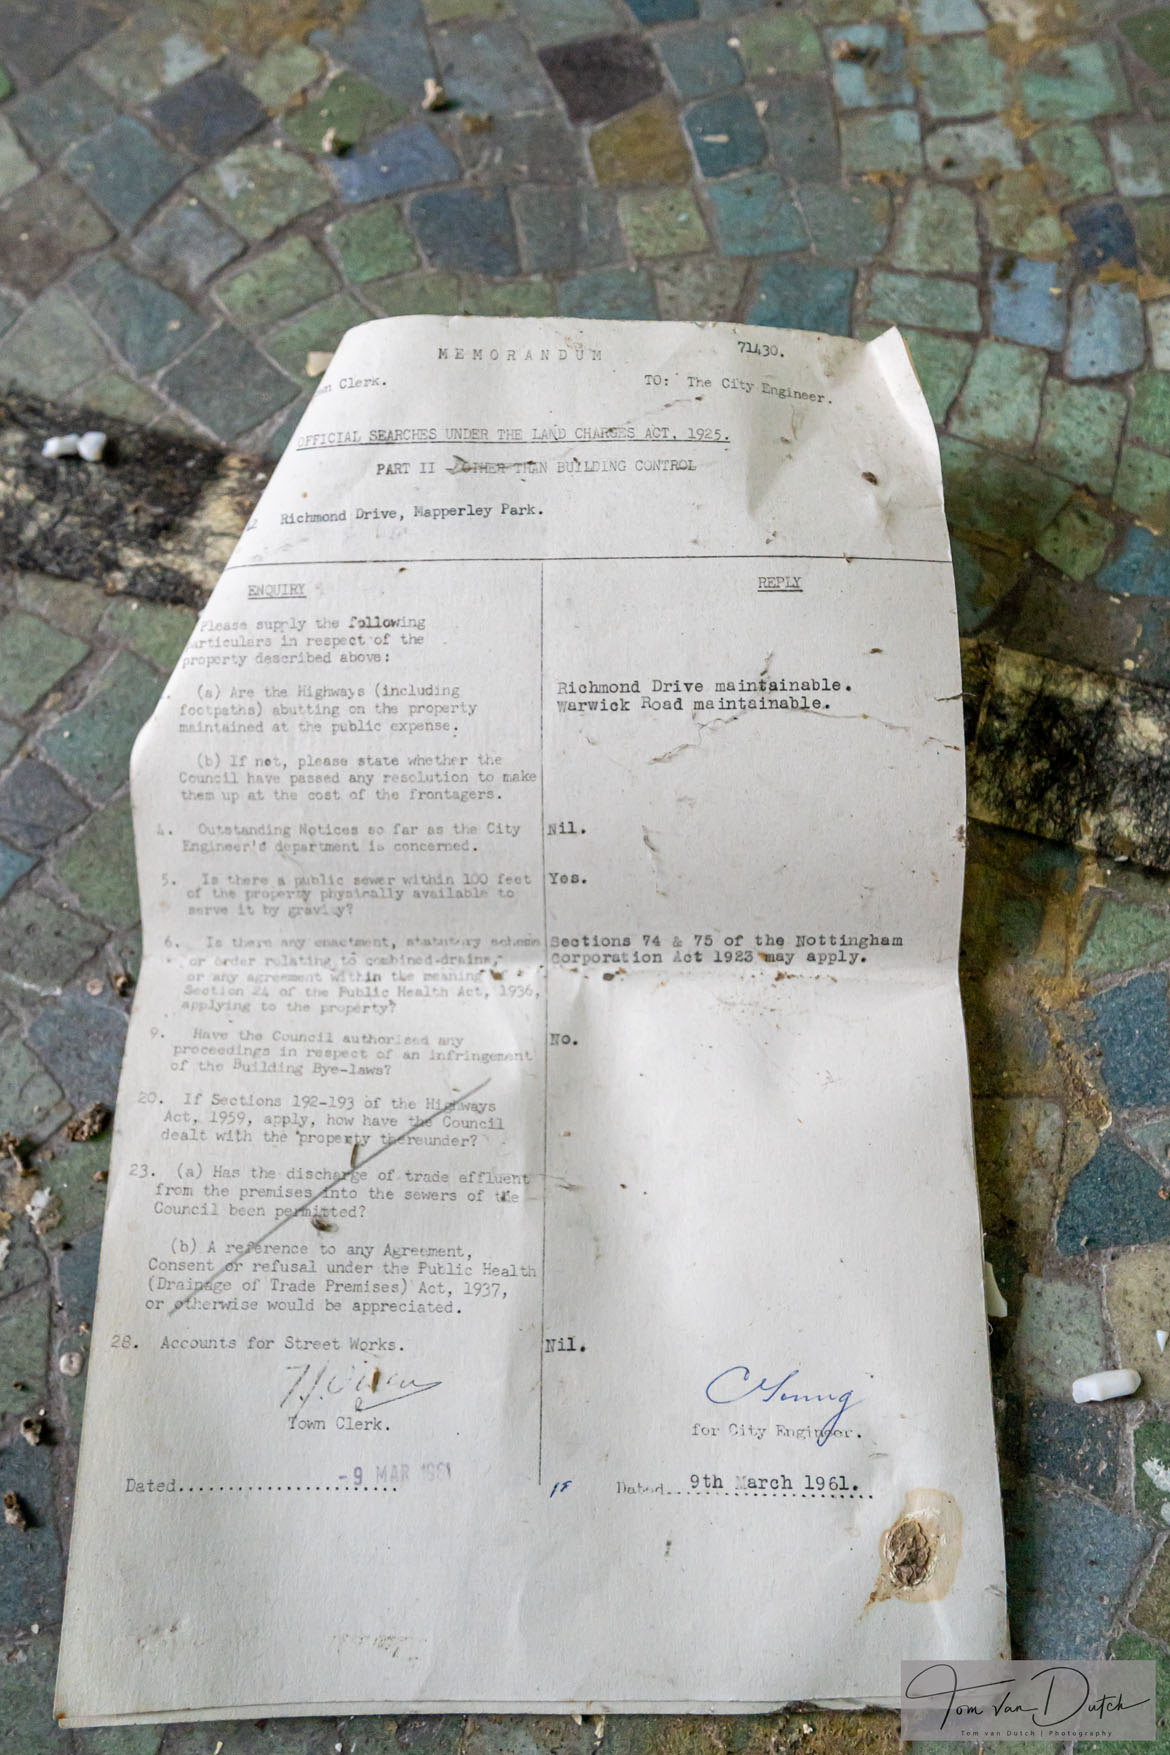 MEMORANDUM 71430.
Clerk. TO: The City Engineer.
OFFICIAL SEARCHES UNDER THE LAND CHARGES ACT, 1925.
PART II - OTHER THAN BUILDING CONTROL
Richmond Drive, Mapperley Park.
ENQUIRY
REPLY
Please supply the following
particulars in respect of the
property described above:
(a) Are the Highways (including
footpaths) abutting on the property
maintained at the public expense.
Richmond Drive maintainable.
Warwick Road maintainable.
(b) If not, please state whether the
Council have passed any resolution to make
them up at the cost of the frontagers.
4. Outstanding Notices so far as the City
Engineer's department is concerned.
Nil.
5. Is there a public sewer within 100 feet
of the property physically available to
serve it by gravity?
Yes.
6. Is there any enactment, statutory scheme
or order relating to combined drains,
or any agreement within the meaning of
Section 24 of the Public Health Act, 1936,
applying to the property?
Sections 74 & 75 of the Nottingham
Corporation Act 1923 may apply.
9. Have the Council authorised any
proceedings in respect of an infringement
of the Building Bye-laws?
No.
20. If Sections 192-193 of the Highways
Act, 1959, apply, how have the Council
dealt with the property thereunder?
23. (a) Has the discharge of trade effluent
from the premises into the sewers of the
Council been permitted?
(b) A reference to any Agreement,
Consent or refusal under the Public Health
(Drainage of Trade Premises) Act, 1937,
or otherwise would be appreciated.
28. Accounts for Street Works.
Nil.
Town Clerk.
CYoung
for City Engineer.
Dated......................
-9 MAR 1961
Dated.. 9th March 1961.
Tom van Dutch
Tom van Dutch | Photography